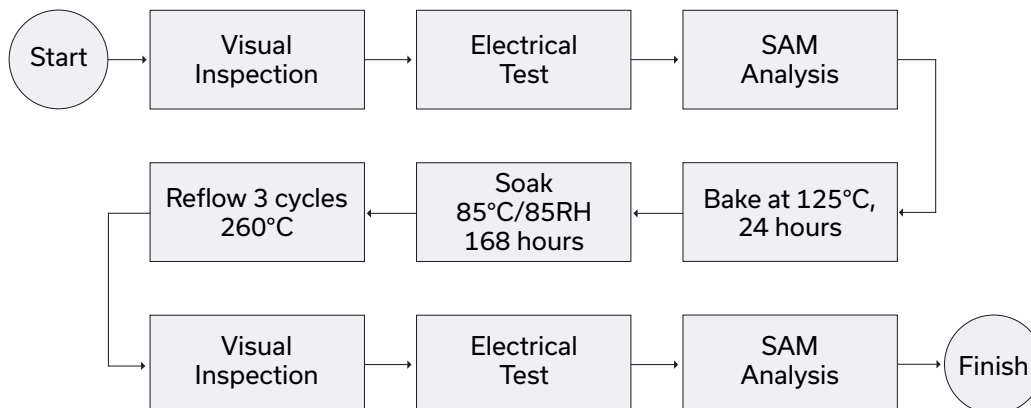 Start
Visual
Inspection
Electrical
Test
SAM
Analysis
Bake at 125°C,
24 hours
Soak
85°C/85RH
168 hours
Reflow 3 cycles
260°C
Visual
Inspection
Electrical
Test
SAM
Analysis
Finish